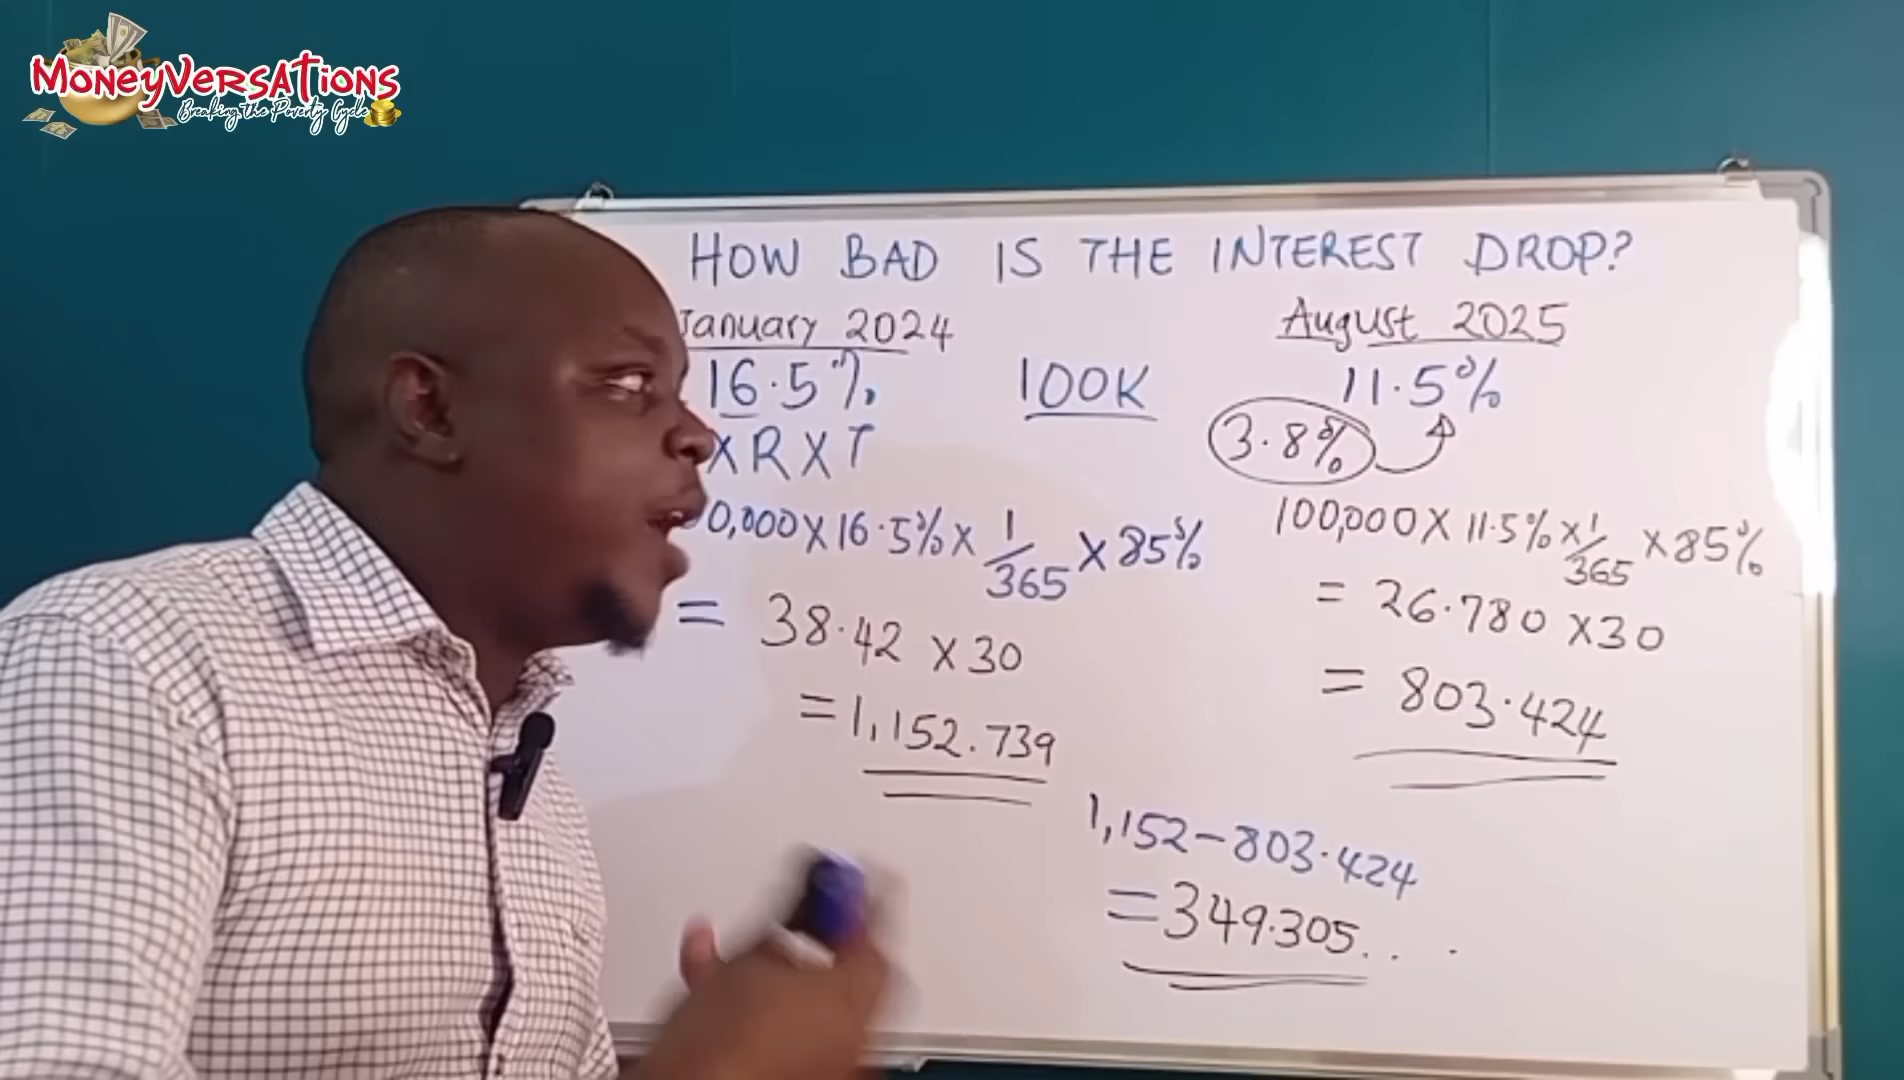 MoneyVersations
Breaking the Poverty Cycle
HOW BAD IS THE INTEREST DROP?
January 2024
August 2025
16.5%
100K
11.5%
3.8%
X R X T
0,000 X 16.5% X 1/365 X 85%
100,000 X 11.5% X 1/365 X 85%
= 38.42 X 30
= 26.780 X 30
= 1,152.739
= 803.424
1,152-803.424
= 349.305...